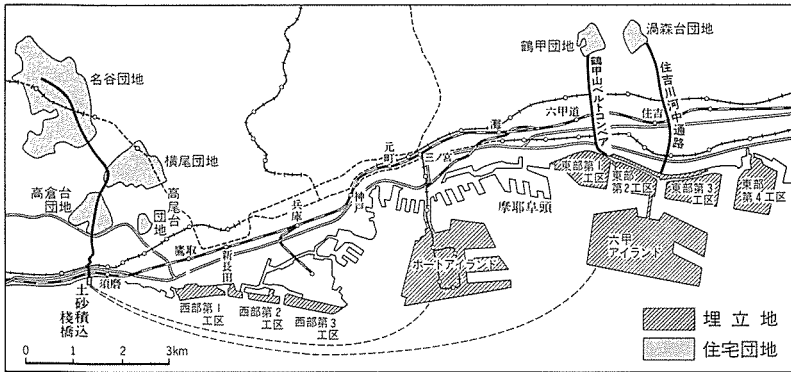 鶴甲団地
渦森台団地
名谷団地
横尾団地
高倉台
団地
高尾台
団地
鶴甲山ベルトコンベア
住吉川河中通路
灘
六甲道
住吉
元町
三ノ宮
神戸
兵庫
新長田
鷹取
須磨
土砂積込
桟橋
摩耶阜頭
東部第1
工区
東部
第2工区
東部第3
工区
東部
第4工区
西部第1
工区
西部第2
工区
西部第3
工区
ポートアイランド
六甲
アイランド
埋立地
住宅団地
0 1 2 3km